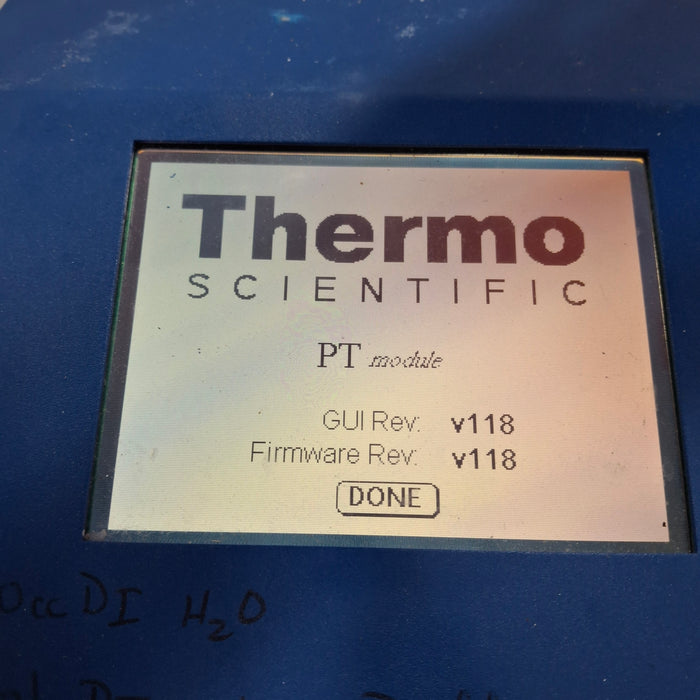 Thermo
SCIENTIFIC
PT module
GUI Rev: v118
Firmware Rev: v118
DONE
DI H₂O